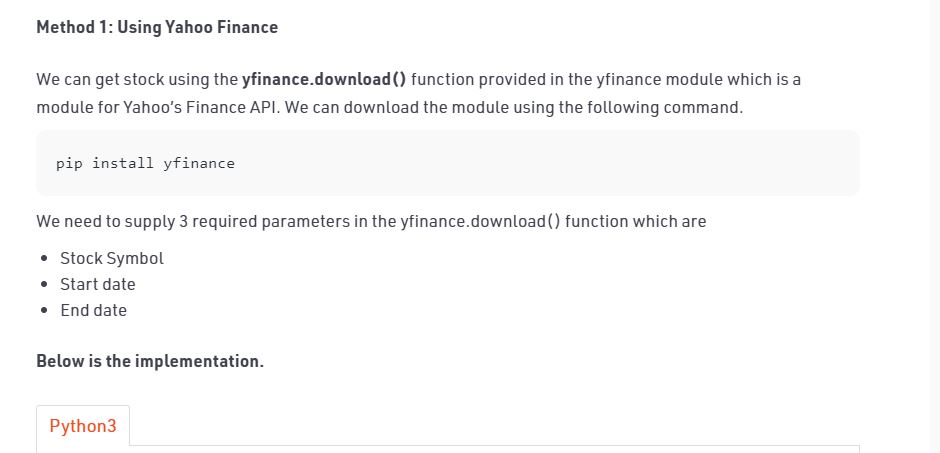 Method 1: Using Yahoo Finance
We can get stock using the yfinance.download() function provided in the yfinance module which is a
module for Yahoo's Finance API. We can download the module using the following command.
pip install yfinance
We need to supply 3 required parameters in the yfinance.download() function which are
• Stock Symbol
• Start date
• End date
Below is the implementation.
Python3